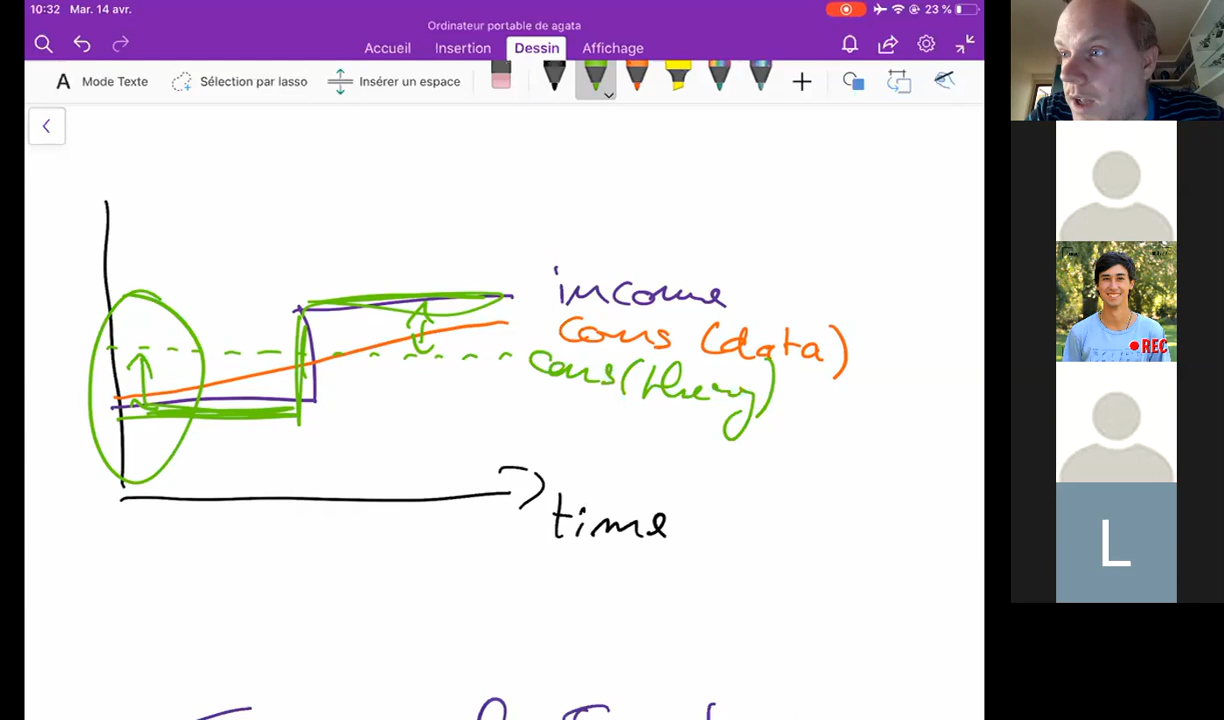 10:32 Mar. 14 avr.
23 %
Ordinateur portable de agata
Accueil Insertion Dessin Affichage
A Mode Texte Sélection par lasso Insérer un espace
income
cons (data)
cons (theory)
time
REC
L